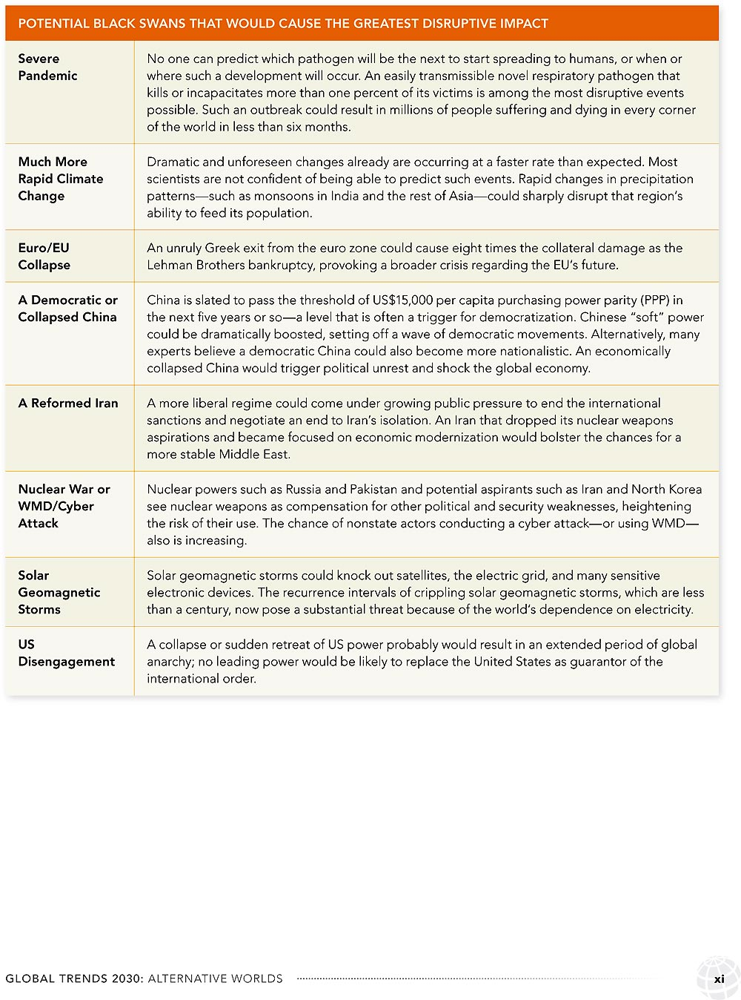 POTENTIAL BLACK SWANS THAT WOULD CAUSE THE GREATEST DISRUPTIVE IMPACT
Severe
Pandemic
No one can predict which pathogen will be the next to start spreading to humans, or when or
where such a development will occur. An easily transmissible novel respiratory pathogen that
kills or incapacitates more than one percent of its victims is among the most disruptive events
possible. Such an outbreak could result in millions of people suffering and dying in every corner
of the world in less than six months.
Much More
Rapid Climate
Change
Dramatic and unforeseen changes already are occurring at a faster rate than expected. Most
scientists are not confident of being able to predict such events. Rapid changes in precipitation
patterns—such as monsoons in India and the rest of Asia—could sharply disrupt that region’s
ability to feed its population.
Euro/EU
Collapse
An unruly Greek exit from the euro zone could cause eight times the collateral damage as the
Lehman Brothers bankruptcy, provoking a broader crisis regarding the EU’s future.
A Democratic or
Collapsed China
China is slated to pass the threshold of US$15,000 per capita purchasing power parity (PPP) in
the next five years or so—a level that is often a trigger for democratization. Chinese “soft” power
could be dramatically boosted, setting off a wave of democratic movements. Alternatively, many
experts believe a democratic China could also become more nationalistic. An economically
collapsed China would trigger political unrest and shock the global economy.
A Reformed Iran
A more liberal regime could come under growing public pressure to end the international
sanctions and negotiate an end to Iran’s isolation. An Iran that dropped its nuclear weapons
aspirations and became focused on economic modernization would bolster the chances for a
more stable Middle East.
Nuclear War or
WMD/Cyber
Attack
Nuclear powers such as Russia and Pakistan and potential aspirants such as Iran and North Korea
see nuclear weapons as compensation for other political and security weaknesses, heightening
the risk of their use. The chance of nonstate actors conducting a cyber attack—or using WMD—
also is increasing.
Solar
Geomagnetic
Storms
Solar geomagnetic storms could knock out satellites, the electric grid, and many sensitive
electronic devices. The recurrence intervals of crippling solar geomagnetic storms, which are less
than a century, now pose a substantial threat because of the world’s dependence on electricity.
US
Disengagement
A collapse or sudden retreat of US power probably would result in an extended period of global
anarchy; no leading power would be likely to replace the United States as guarantor of the
international order.
GLOBAL TRENDS 2030: ALTERNATIVE WORLDS
xi